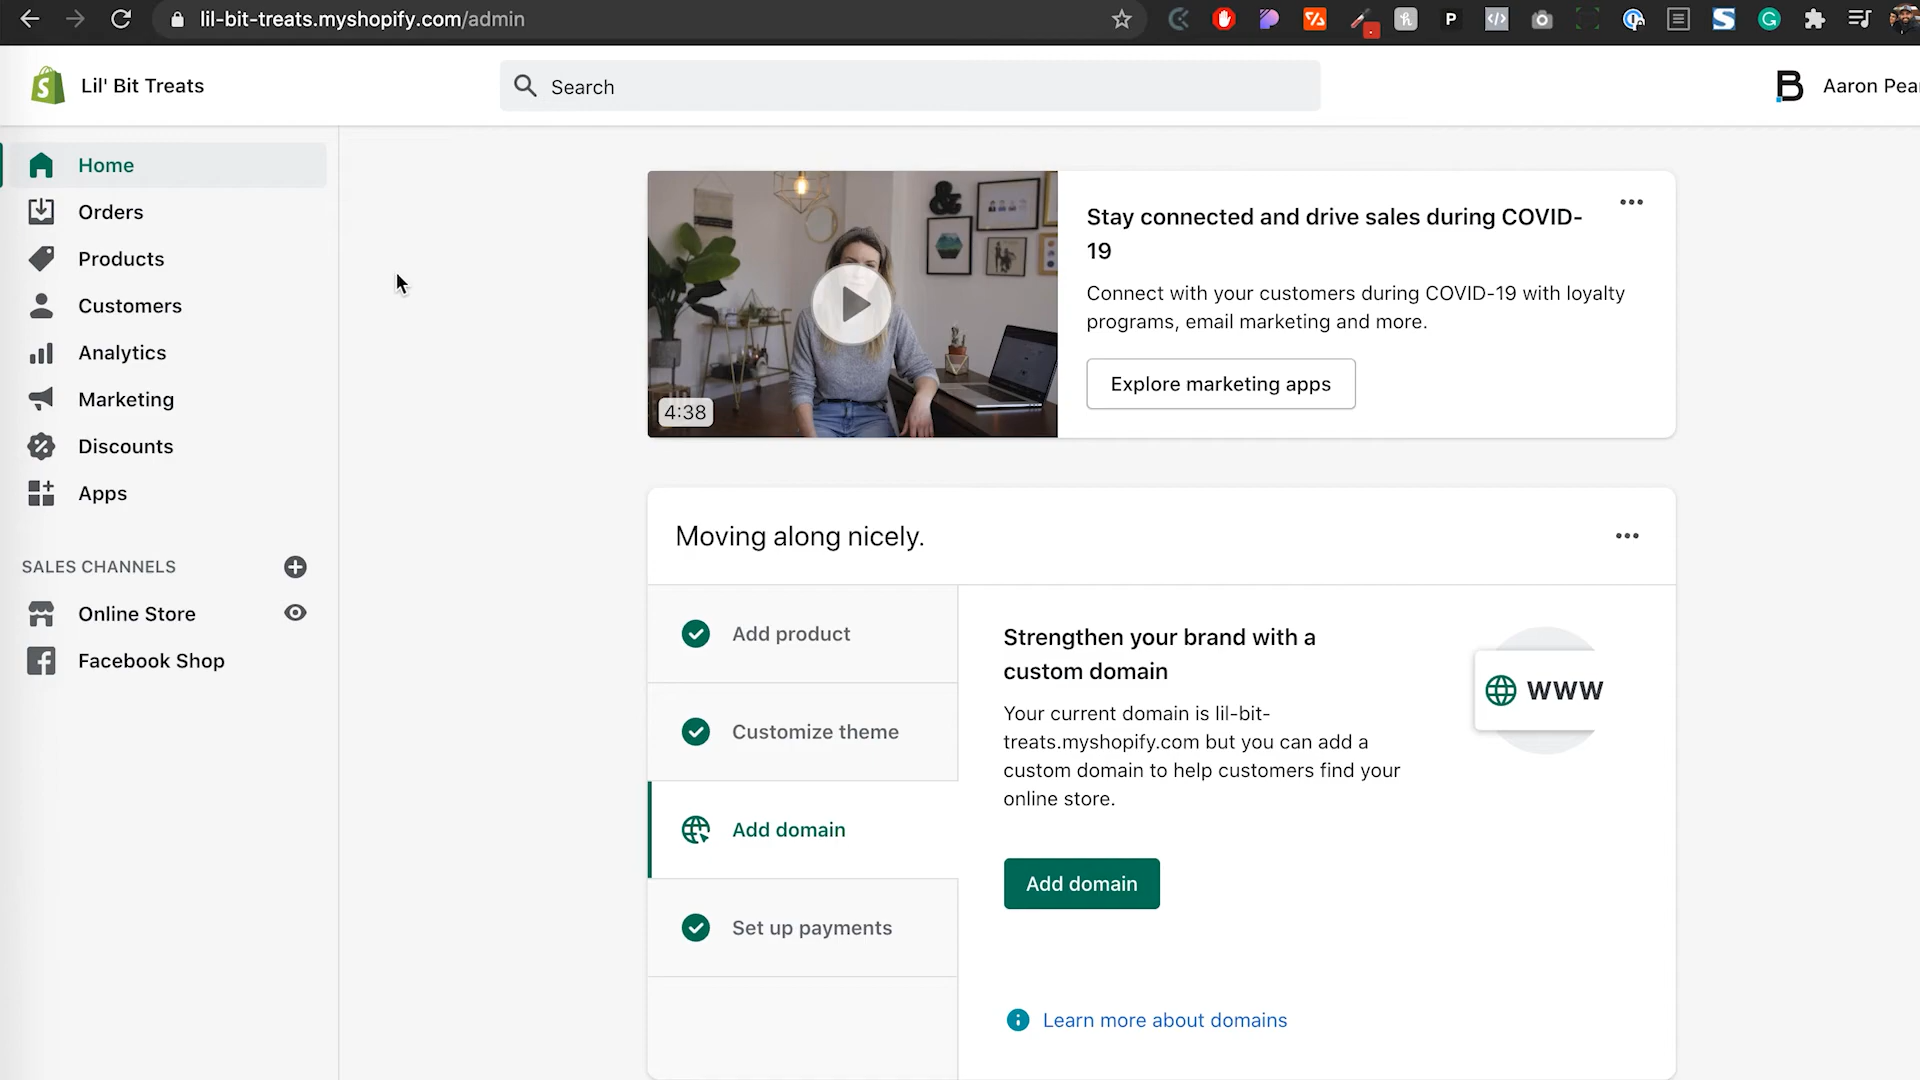 lil-bit-treats.myshopify.com/admin
Lil' Bit Treats
Search
Aaron Pea
Home
Orders
Products
Customers
Analytics
Marketing
Discounts
Apps
SALES CHANNELS
Online Store
Facebook Shop
4:38
Stay connected and drive sales during COVID-
19
Connect with your customers during COVID-19 with loyalty
programs, email marketing and more.
Explore marketing apps
Moving along nicely.
Add product
Customize theme
Add domain
Set up payments
Strengthen your brand with a
custom domain
Your current domain is lil-bit-
treats.myshopify.com but you can add a
custom domain to help customers find your
online store.
WWW
Add domain
Learn more about domains